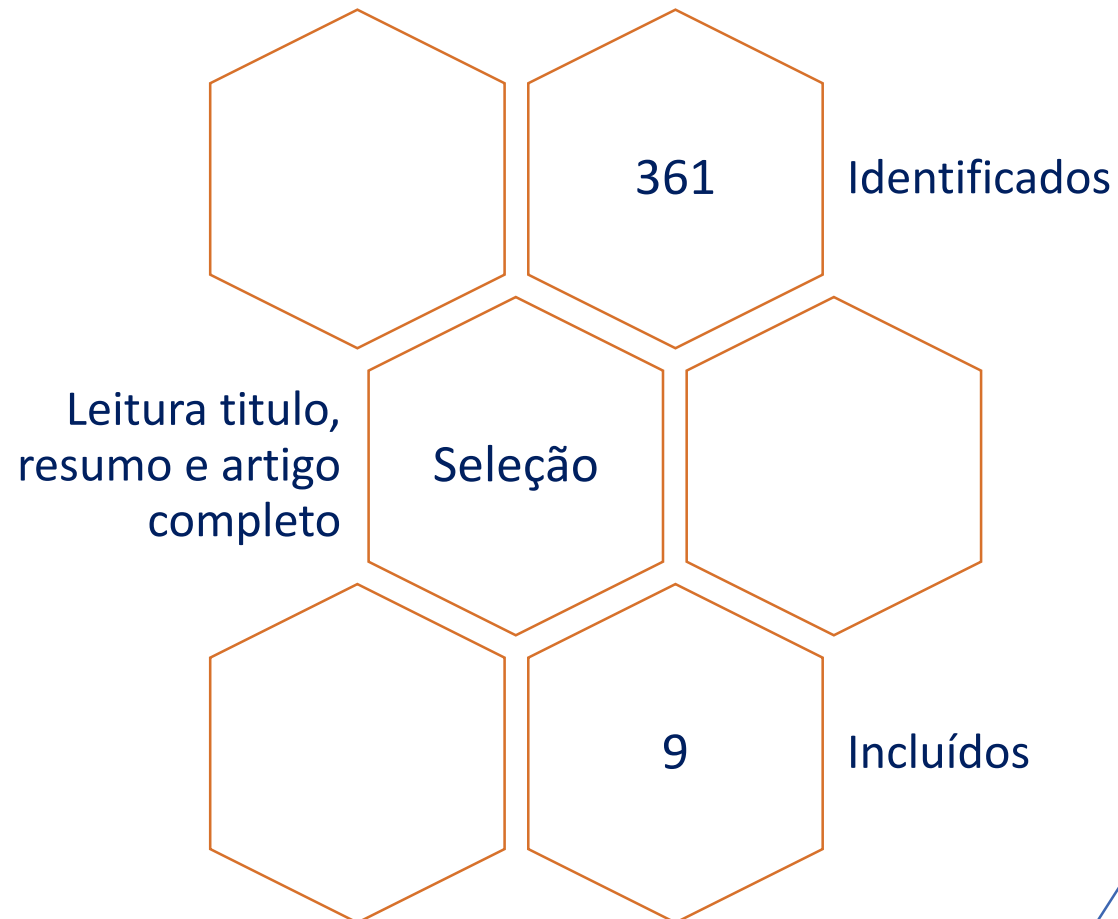 361
Identificados
Leitura titulo,
resumo e artigo
completo
Seleção
9
Incluídos